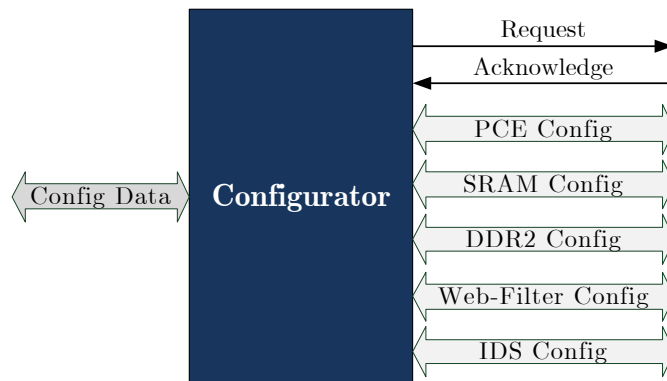 Request
Acknowledge
PCE Config
SRAM Config
Config Data
Configurator
DDR2 Config
Web-Filter Config
IDS Config